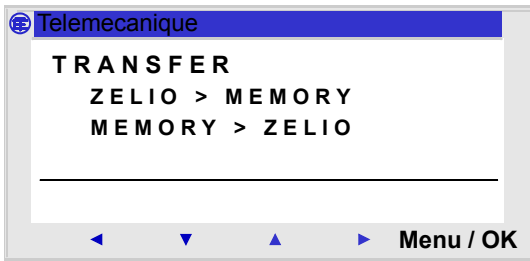 Telemecanique
TRANSFER
ZELIO > MEMORY
MEMORY > ZELIO
Menu / OK